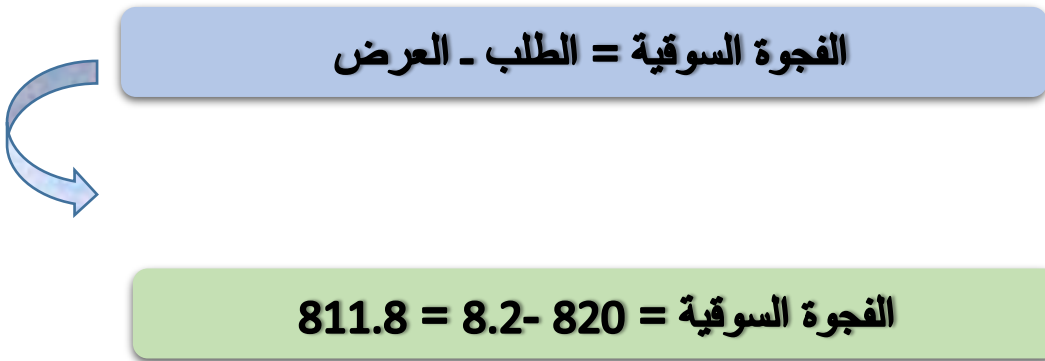 الفجوة السوقية = الطلب - العرض
الفجوة السوقية = 820 -8.2 = 811.8